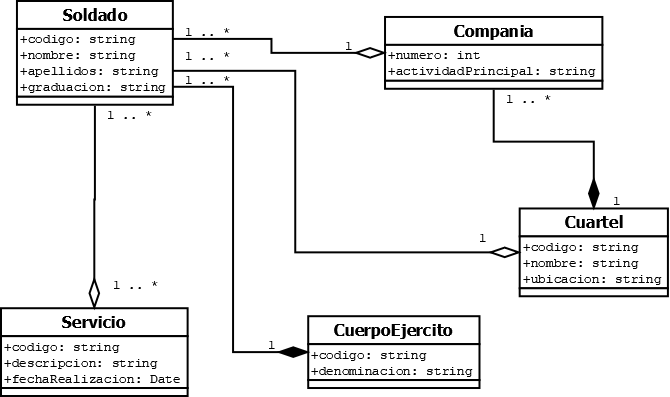 Soldado
+codigo: string
+nombre: string
+apellidos: string
+graduacion: string
1 .. *
1 .. *
1 .. *
1
Compania
+numero: int
+actividadPrincipal: string
1 .. *
1 .. *
1
1
Cuartel
+codigo: string
+nombre: string
+ubicacion: string
1 .. *
Servicio
+codigo: string
+descripcion: string
+fechaRealizacion: Date
1
CuerpoEjercito
+codigo: string
+denominacion: string